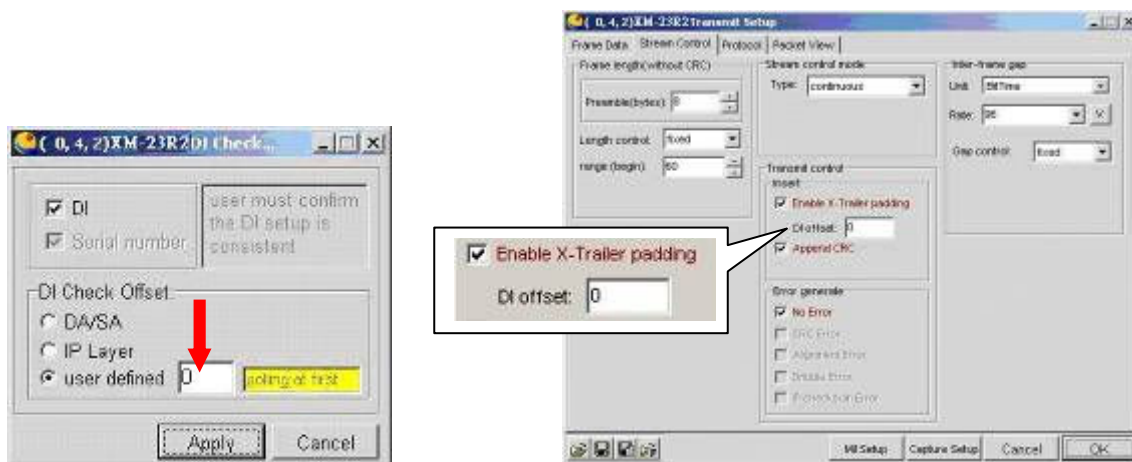 ( 0, 4, 2)XM-23R2DI Check...
DI
Serial number
user must confirm
the DI setup is
consistent
DI Check Offset
DA/SA
IP Layer
user defined 0
Apply Cancel
( 0, 4, 2)XM-23R2Transmit Setup
Frame Data Stream Control Protocol Packet View
Frame length(without CRC)
Preamble(bytes):
Length control: fixed
range (begin): 60
Stream control mode
Type: continuous
Transmit control
Insert
Enable X-Trailer padding
DI offset: 0
Append CRC
Error generate
No Error
CRC Error
Alignment Error
Dribble Error
Inter-frame gap
Unit: BitTime
Rate: 96
Gap control: fixed
MII Setup Capture Setup Cancel OK
Enable X-Trailer padding
DI offset: 0